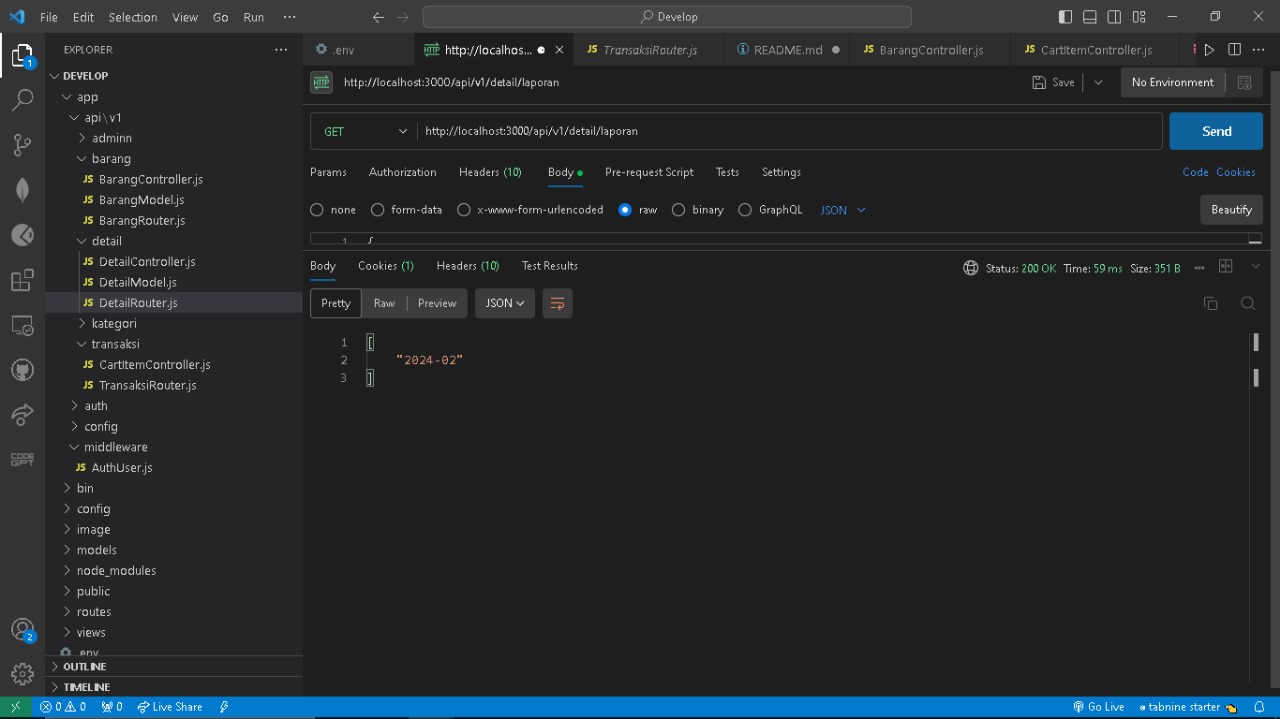 File Edit Selection View Go Run ··· Develop
EXPLORER ···
.env http://localhos... TransaksiRouter.js README.md BarangController.js CartItemController.js
DEVELOP
app
api\v1
adminn
barang
BarangController.js
BarangModel.js
BarangRouter.js
detail
DetailController.js
DetailModel.js
DetailRouter.js
kategori
transaksi
CartItemController.js
TransaksiRouter.js
auth
config
middleware
AuthUser.js
bin
config
image
models
node_modules
public
routes
views
.env
OUTLINE
TIMELINE
1
2
CODE
GPT
HTTP http://localhost:3000/api/v1/detail/laporan Save No Environment
GET http://localhost:3000/api/v1/detail/laporan Send
Params Authorization Headers (10) Body Pre-request Script Tests Settings Code Cookies
none form-data x-www-form-urlencoded raw binary GraphQL JSON Beautify
1 {
Body Cookies (1) Headers (10) Test Results Status: 200 OK Time: 59 ms Size: 351 B ···
Pretty Raw Preview JSON
1 [
2 "2024-02"
3 ]
0 0 0 Live Share Go Live tabnine starter